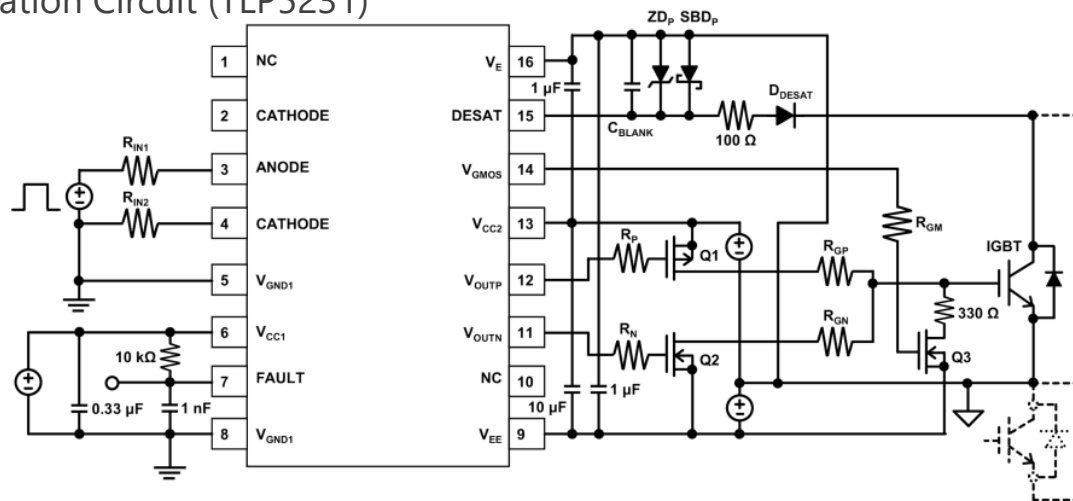 ation Circuit (TLP5231)
ZDP SBDP
1 NC
VE 16
1 µF
DDESAT
2 CATHODE
DESAT 15
CBLANK
100 Ω
RIN1
3 ANODE
VGMOS 14
RIN2
4 CATHODE
VCC2 13
RP
Q1
RGP
RGM
IGBT
5 VGND1
VOUTP 12
330 Ω
6 VCC1
VOUTN 11
RN
Q2
RGN
Q3
10 kΩ
7 FAULT
NC 10
0.33 µF
1 nF
10 µF
1 µF
8 VGND1
VEE 9